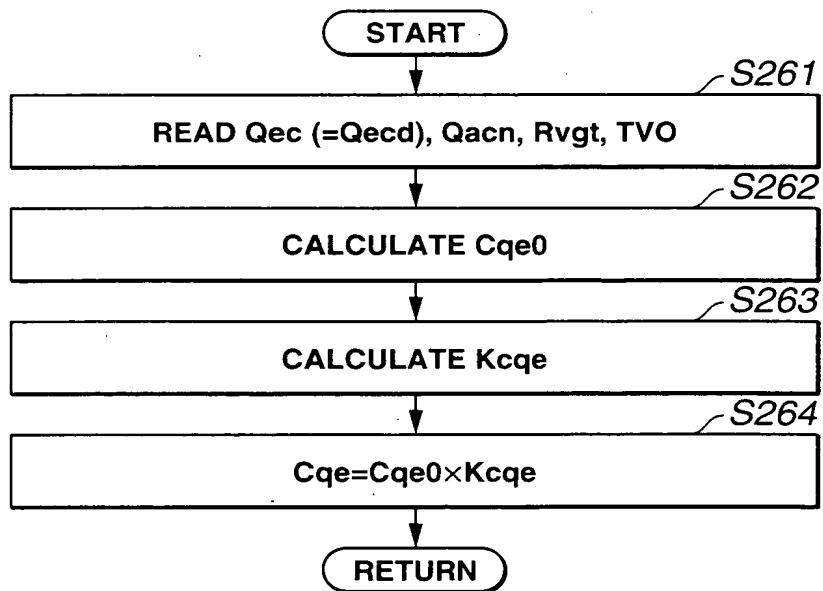 START
S261
READ Qec (=Qecd), Qacn, Rvgt, TVO
S262
CALCULATE Cqe0
S263
CALCULATE Kcqe
S264
Cqe=Cqe0×Kcqe
RETURN